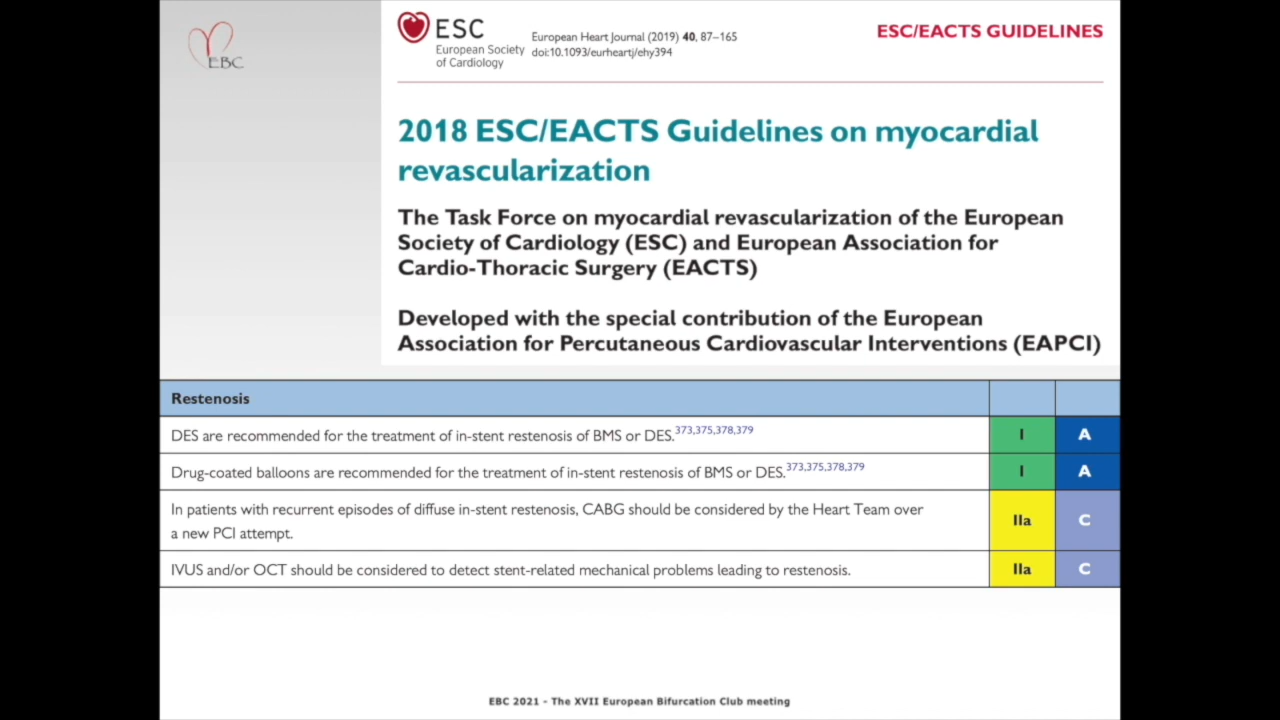 EBC
ESC
European Society
of Cardiology
European Heart Journal (2019) 40, 87–165
doi:10.1093/eurheartj/ehy394
ESC/EACTS GUIDELINES
2018 ESC/EACTS Guidelines on myocardial
revascularization
The Task Force on myocardial revascularization of the European
Society of Cardiology (ESC) and European Association for
Cardio-Thoracic Surgery (EACTS)
Developed with the special contribution of the European
Association for Percutaneous Cardiovascular Interventions (EAPCI)
Restenosis
DES are recommended for the treatment of in-stent restenosis of BMS or DES.373,375,378,379 I A
Drug-coated balloons are recommended for the treatment of in-stent restenosis of BMS or DES.373,375,378,379 I A
In patients with recurrent episodes of diffuse in-stent restenosis, CABG should be considered by the Heart Team over
a new PCI attempt. IIa C
IVUS and/or OCT should be considered to detect stent-related mechanical problems leading to restenosis. IIa C
EBC 2021 - The XVII European Bifurcation Club meeting